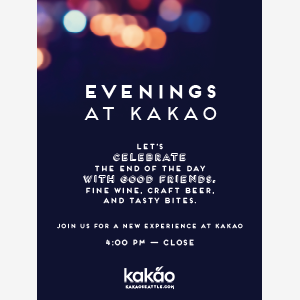 EVENINGS
AT KAKAO
LET'S
CELEBRATE
THE END OF THE DAY
WITH GOOD FRIENDS,
FINE WINE, CRAFT BEER,
AND TASTY BITES.
JOIN US FOR A NEW EXPERIENCE AT KAKAO
4:00 PM — CLOSE
kakáo
KAKAOSEATTLE.COM